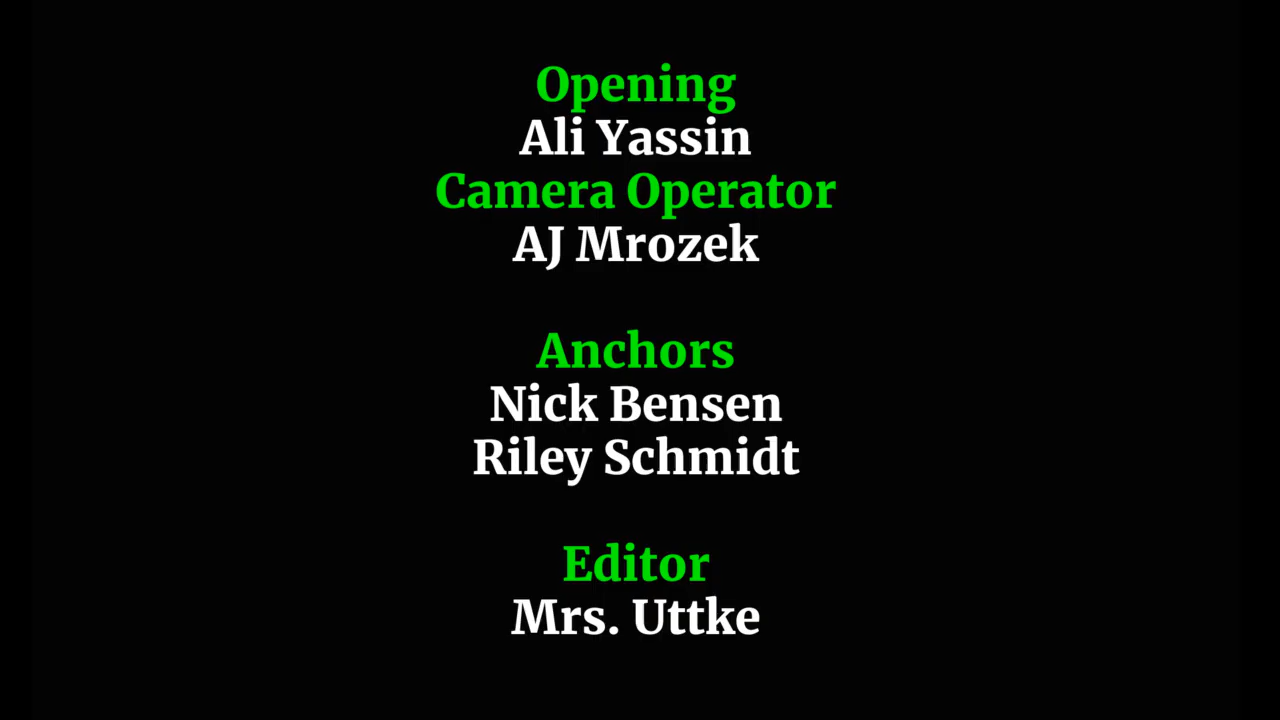 Opening
Ali Yassin
Camera Operator
AJ Mrozek
Anchors
Nick Bensen
Riley Schmidt
Editor
Mrs. Uttke